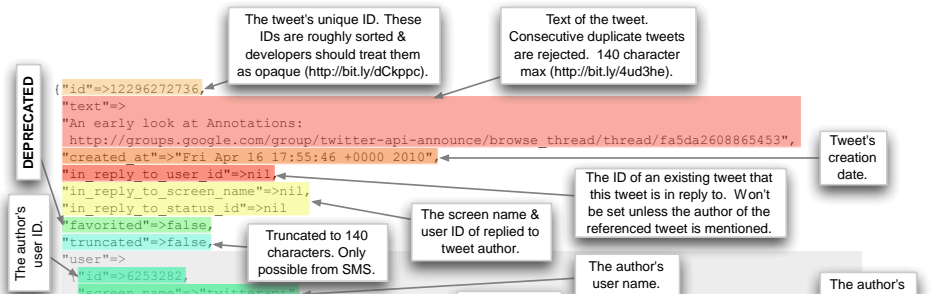 The tweet's unique ID. These
IDs are roughly sorted &
developers should treat them
as opaque (http://bit.ly/dCkppc).
Text of the tweet.
Consecutive duplicate tweets
are rejected. 140 character
max (http://bit.ly/4ud3he).
DEPRECATED
{"id"=>12296272736,
"text"=>
"An early look at Annotations:
http://groups.google.com/group/twitter-api-announce/browse_thread/thread/fa5da2608865453",
"created_at"=>"Fri Apr 16 17:55:46 +0000 2010",
Tweet's
creation
date.
"in_reply_to_user_id"=>nil,
"in_reply_to_screen_name"=>nil,
"in_reply_to_status_id"=>nil
The ID of an existing tweet that
this tweet is in reply to. Won't
be set unless the author of the
referenced tweet is mentioned.
"favorited"=>false,
"truncated"=>false,
The screen name &
user ID of replied to
tweet author.
Truncated to 140
characters. Only
possible from SMS.
The author's
user ID.
"user"=>
{"id"=>6253282,
"screen_name"=>"twitterapi"
The author's
user name.
The author's